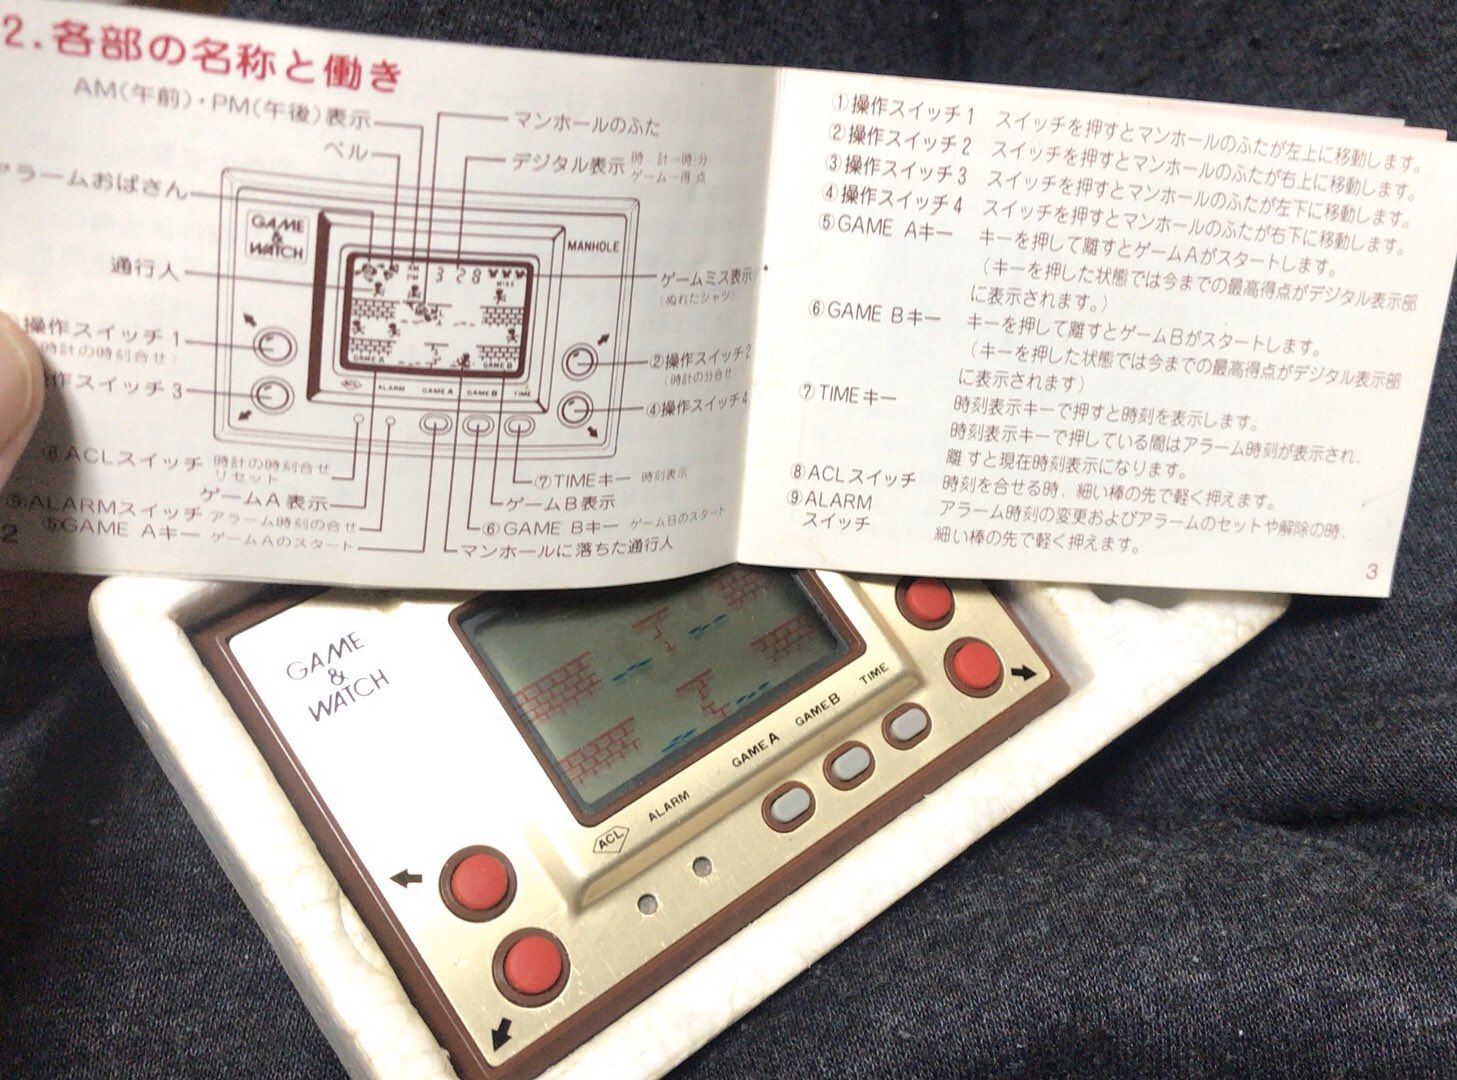 2.各部の名称と働き
AM(午前)・PM(午後)表示
マンホールのふた
ベル
デジタル表示 時 計―時・分
ゲーム―得点
アラームおばさん
GAME
&
WATCH
MANHOLE
通行人
AM
PM
3 28
MISS
ゲームミス表示
(ぬれたシャツ)
操作スイッチ1
(時計の時刻合せ)
②操作スイッチ2
(時計の分合せ
操作スイッチ3
GAME A
GAME B
ACL ALARM GAME A GAME B TIME
④操作スイッチ4
⑧ACLスイッチ 時計の時刻合せ
リセット
⑦TIMEキー 時刻表示
ゲームA表示
ゲームB表示
⑨ALARMスイッチ アラーム時刻の合せ
⑥GAME Bキー ゲームBのスタート
⑤GAME Aキー ゲームAのスタート
マンホールに落ちた通行人
2
①操作スイッチ1 スイッチを押すとマンホールのふたが左上に移動します。
②操作スイッチ2 スイッチを押すとマンホールのふたが右上に移動します。
③操作スイッチ3 スイッチを押すとマンホールのふたが左下に移動します。
④操作スイッチ4 スイッチを押すとマンホールのふたが右下に移動します。
⑤GAME Aキー キーを押して離すとゲームAがスタートします。
(キーを押した状態では今までの最高得点がデジタル表示部
に表示されます。)
⑥GAME Bキー キーを押して離すとゲームBがスタートします。
(キーを押した状態では今までの最高得点がデジタル表示部
に表示されます)
⑦TIMEキー 時刻表示キーで押すと時刻を表示します。
時刻表示キーで押している間はアラーム時刻が表示され、
離すと現在時刻表示になります。
⑧ACLスイッチ 時刻を合せる時、細い棒の先で軽く押えます。
⑨ALARM アラーム時刻の変更およびアラームのセットや解除の時、
スイッチ 細い棒の先で軽く押えます。
3
GAME
&
WATCH
ACL ALARM GAME A GAME B TIME